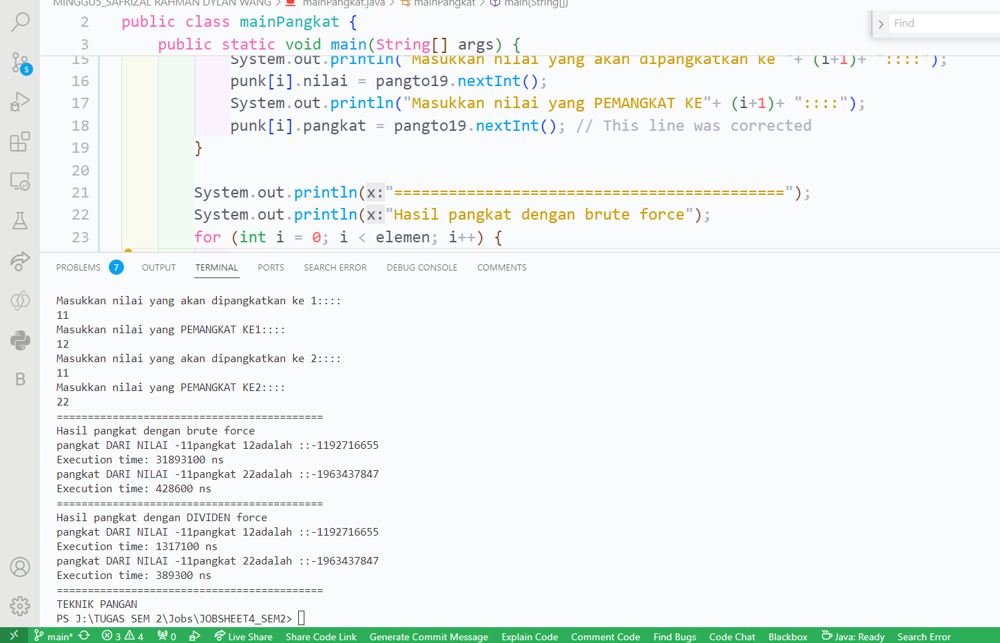 MINGGU5_SAFRIZAL RAHMAN DYLAN WANG > mainPangkat.java > mainPangkat > main(String[])
2 public class mainPangkat {
3 public static void main(String[] args) {
15 System.out.println("Masukkan nilai yang akan dipangkatkan ke "+ (i+1)+ "::::");
16 punk[i].nilai = pangto19.nextInt();
17 System.out.println("Masukkan nilai yang PEMANGKAT KE"+ (i+1)+ "::::");
18 punk[i].pangkat = pangto19.nextInt(); // This line was corrected
19 }
20
21 System.out.println(x:"===========================================");
22 System.out.println(x:"Hasil pangkat dengan brute force");
23 for (int i = 0; i < elemen; i++) {
> Find
5
B
PROBLEMS 7 OUTPUT TERMINAL PORTS SEARCH ERROR DEBUG CONSOLE COMMENTS
Masukkan nilai yang akan dipangkatkan ke 1::::
11
Masukkan nilai yang PEMANGKAT KE1::::
12
Masukkan nilai yang akan dipangkatkan ke 2::::
11
Masukkan nilai yang PEMANGKAT KE2::::
22
===========================================
Hasil pangkat dengan brute force
pangkat DARI NILAI -11pangkat 12adalah ::-1192716655
Execution time: 31893100 ns
pangkat DARI NILAI -11pangkat 22adalah ::-1963437847
Execution time: 428600 ns
===========================================
Hasil pangkat dengan DIVIDEN force
pangkat DARI NILAI -11pangkat 12adalah ::-1192716655
Execution time: 1317100 ns
pangkat DARI NILAI -11pangkat 22adalah ::-1963437847
Execution time: 389300 ns
===========================================
TEKNIK PANGAN
PS J:\TUGAS SEM 2\Jobs\JOBSHEET4_SEM2>
main* 3 4 0 Live Share Share Code Link Generate Commit Message Explain Code Comment Code Find Bugs Code Chat Blackbox Java: Ready Search Error